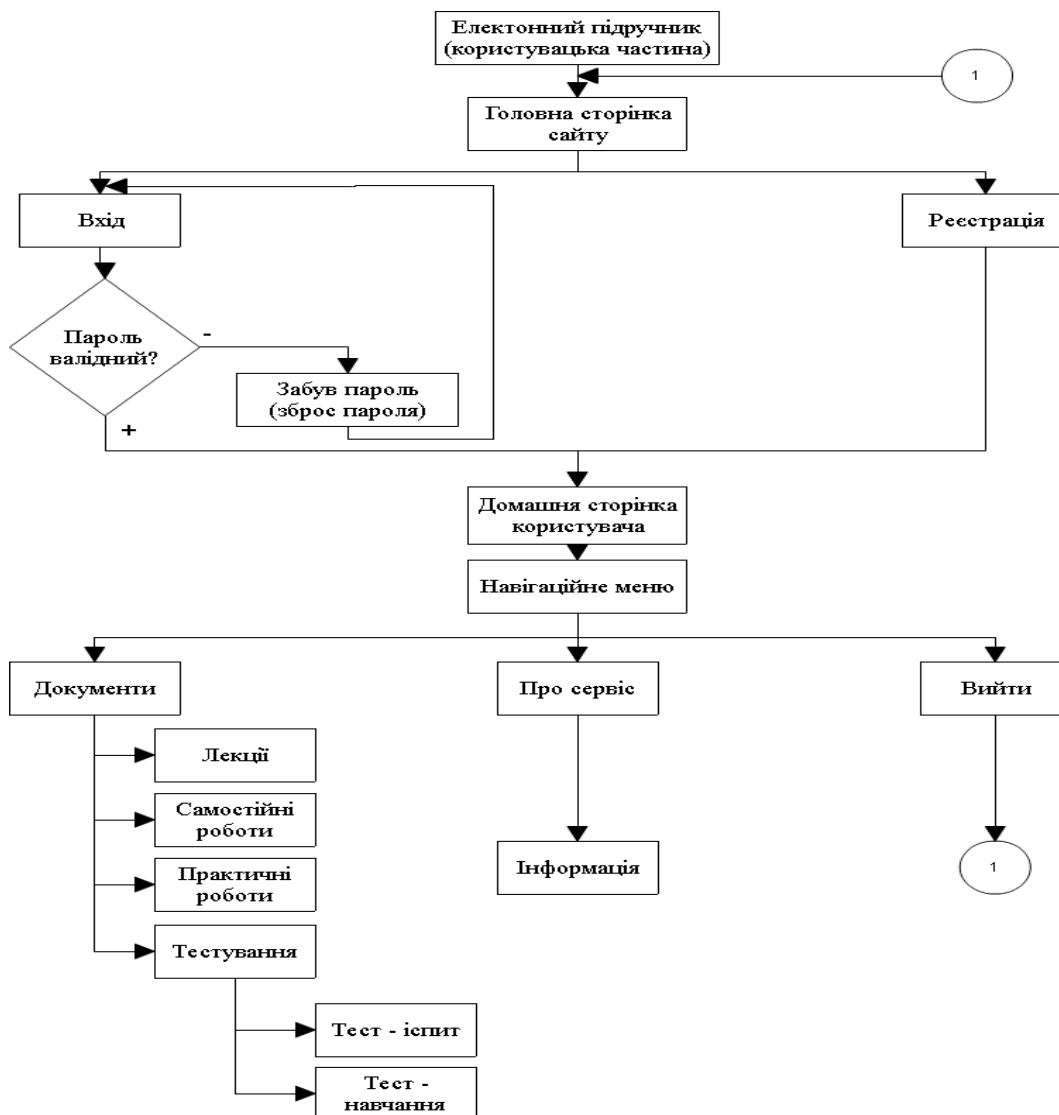 Електонний підручник
(користувацька частина)
1
Головна сторінка
сайту
Вхід
Реєстрація
Пароль
валідний?
-
Забув пароль
(зброс пароля)
+
Домашня сторінка
користувача
Навігаційне меню
Документи
Про сервіс
Вийти
Лекції
Самостійні
роботи
Практичні
роботи
Інформація
1
Тестування
Тест - іспит
Тест -
навчання